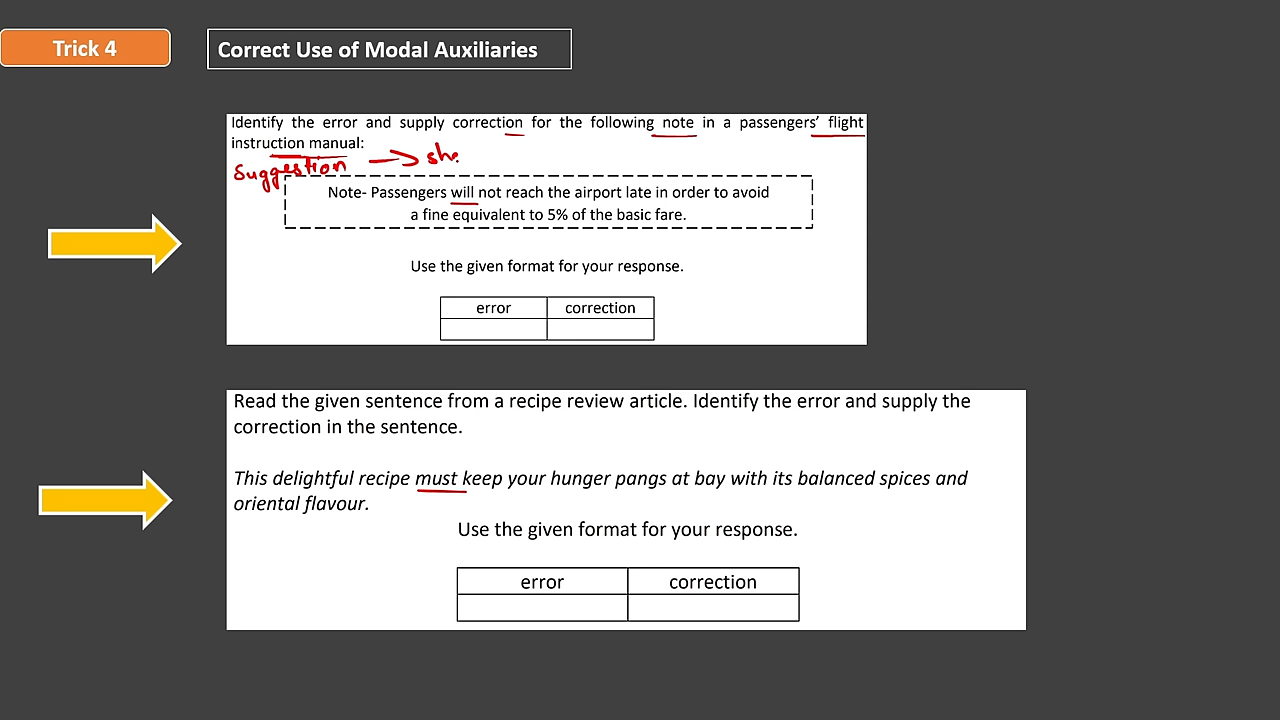 Trick 4
Correct Use of Modal Auxiliaries
Identify the error and supply correction for the following note in a passengers' flight
instruction manual:
Suggestion → sho
Note- Passengers will not reach the airport late in order to avoid
a fine equivalent to 5% of the basic fare.
Use the given format for your response.
error correction
Read the given sentence from a recipe review article. Identify the error and supply the
correction in the sentence.
This delightful recipe must keep your hunger pangs at bay with its balanced spices and
oriental flavour.
Use the given format for your response.
error correction